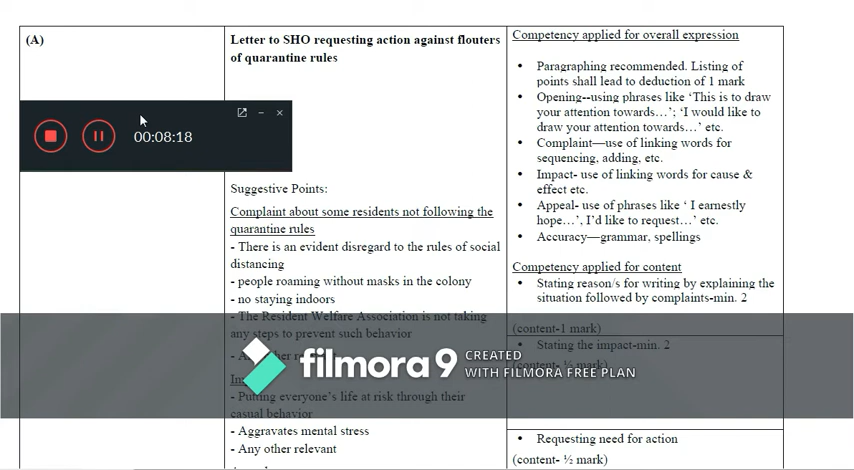 (A)
Letter to SHO requesting action against flouters
of quarantine rules
00:08:18
Suggestive Points:
Complaint about some residents not following the
quarantine rules
- There is an evident disregard to the rules of social
distancing
- people roaming without masks in the colony
- no staying indoors
- The Resident Welfare Association is not taking
any steps to prevent such behavior
- Putting everyone's life at risk through their
casual behavior
- Aggravates mental stress
- Any other relevant
Competency applied for overall expression
• Paragraphing recommended. Listing of
points shall lead to deduction of 1 mark
• Opening--using phrases like ‘This is to draw
your attention towards…’; ‘I would like to
draw your attention towards…’ etc.
• Complaint—use of linking words for
sequencing, adding, etc.
• Impact- use of linking words for cause &
effect etc.
• Appeal- use of phrases like ‘ I earnestly
hope…’, I’d like to request…’ etc.
• Accuracy—grammar, spellings
Competency applied for content
• Stating reason/s for writing by explaining the
situation followed by complaints-min. 2
(content-1 mark)
• Stating the impact-min. 2
(content- ½ mark)
• Requesting need for action
(content- ½ mark)
filmora9
CREATED
WITH FILMORA FREE PLAN